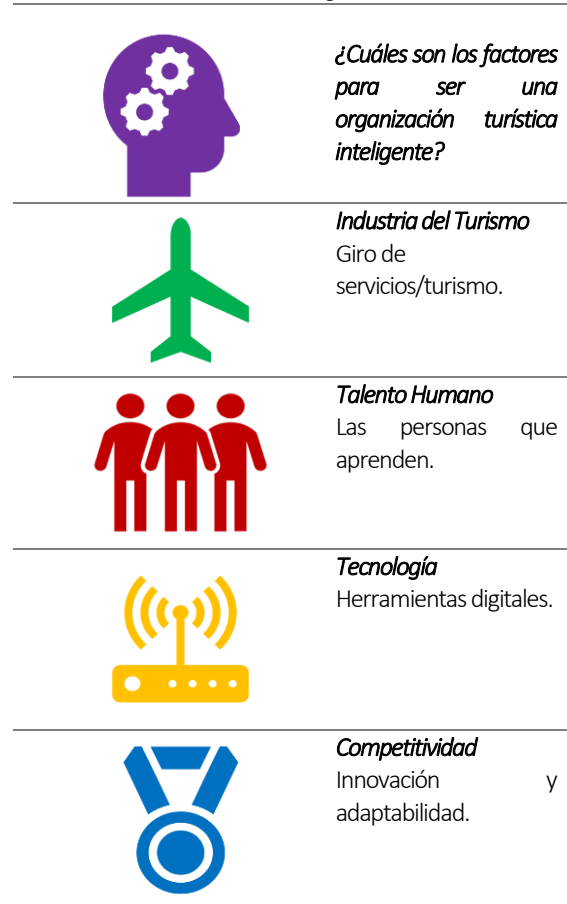 ¿Cuáles son los factores
para ser una
organización turística
inteligente?
Industria del Turismo
Giro de
servicios/turismo.
Talento Humano
Las personas que
aprenden.
Tecnología
Herramientas digitales.
Competitividad
Innovación y
adaptabilidad.